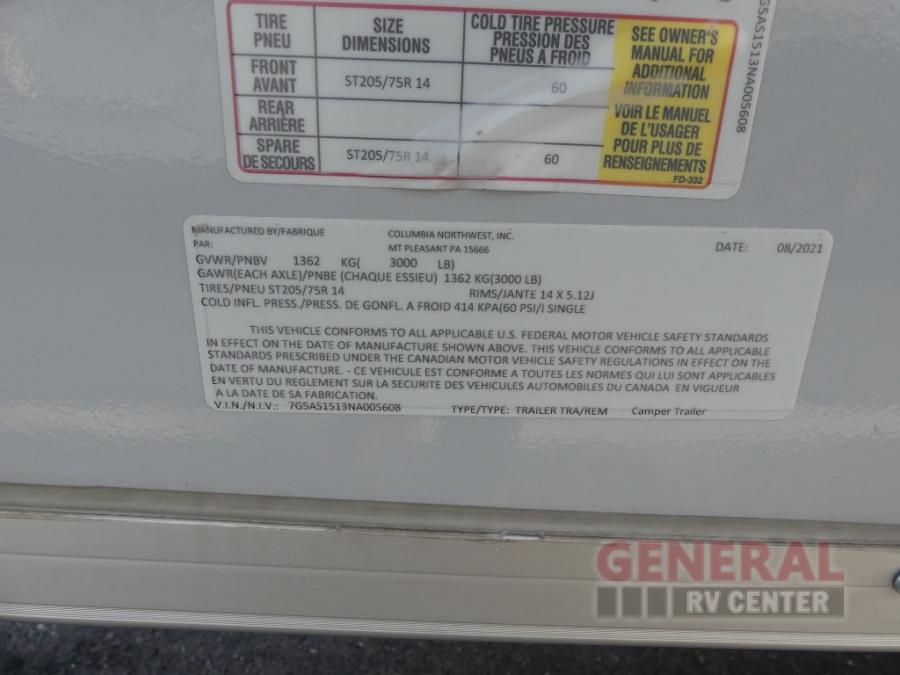 TIRE PNEU SIZE DIMENSIONS COLD TIRE PRESSURE PRESSION DES PNEUS A FROID
FRONT AVANT ST205/75R 14 60
REAR ARRIÈRE
SPARE DE SECOURS ST205/75R 14 60
SEE OWNER'S
MANUAL FOR
ADDITIONAL
INFORMATION
VOIR LE MANUEL
DE L'USAGER
POUR PLUS DE
RENSEIGNEMENTS
FD-332
G5AS1513NA005608
MANUFACTURED BY/FABRIQUE COLUMBIA NORTHWEST, INC.
PAR: MT PLEASANT PA 15666 DATE: 08/2021
GVWR/PNBV 1362 KG( 3000 LB)
GAWR(EACH AXLE)/PNBE (CHAQUE ESSIEU) 1362 KG(3000 LB)
TIRES/PNEU ST205/75R 14 RIMS/JANTE 14 X 5.12J
COLD INFL. PRESS./PRESS. DE GONFL. A FROID 414 KPA(60 PSI/I SINGLE
THIS VEHICLE CONFORMS TO ALL APPLICABLE U.S. FEDERAL MOTOR VEHICLE SAFETY STANDARDS
IN EFFECT ON THE DATE OF MANUFACTURE SHOWN ABOVE. THIS VEHICLE CONFORMS TO ALL APPLICABLE
STANDARDS PRESCRIBED UNDER THE CANADIAN MOTOR VEHICLE SAFETY REGULATIONS IN EFFECT ON THE
DATE OF MANUFACTURE. - CE VEHICULE EST CONFORME A TOUTES LES NORMES QUI LUI SONT APPLICABLES
EN VERTU DU REGLEMENT SUR LA SECURITE DES VEHICULES AUTOMOBILES DU CANADA EN VIGUEUR
A LA DATE DE SA FABRICATION.
V.I.N./N.I.V.: 7G5AS1513NA005608 TYPE/TYPE: TRAILER TRA/REM Camper Trailer
GENERAL
RV CENTER